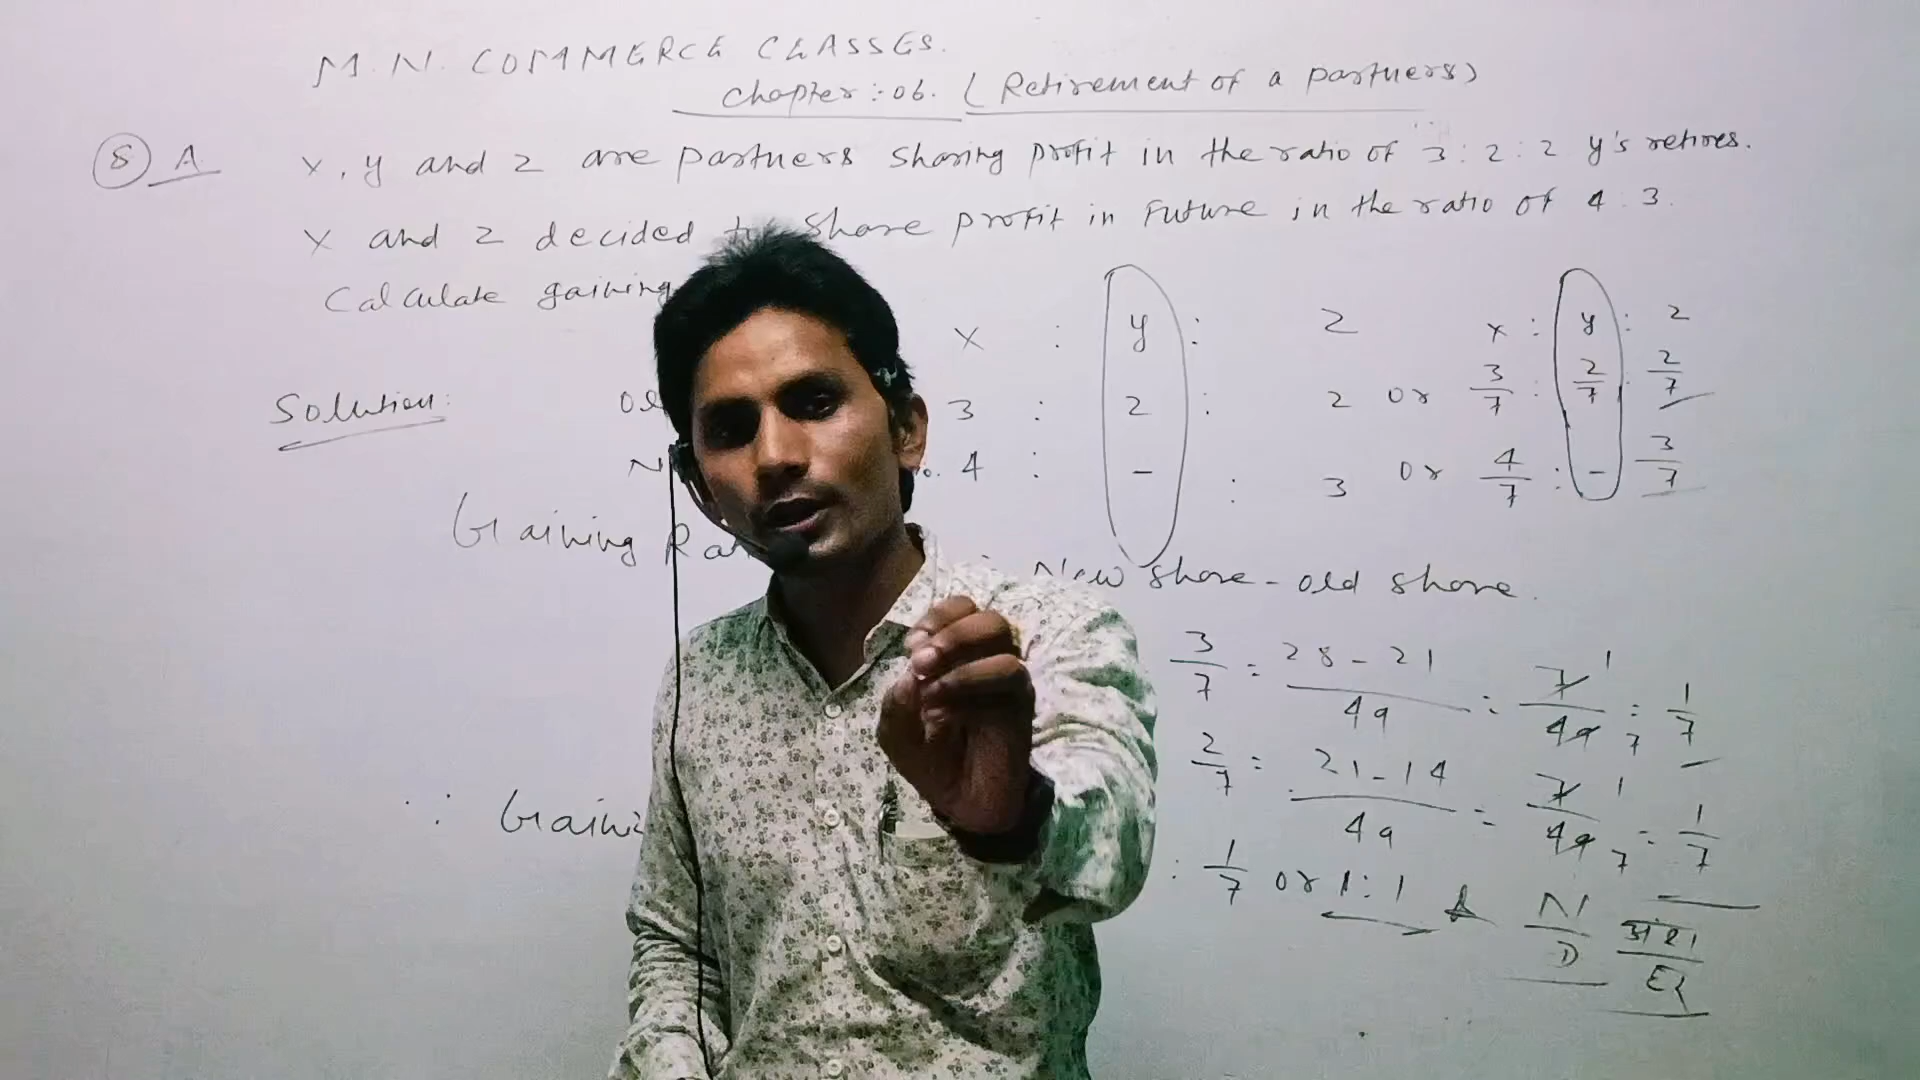 M. N. COMMERCE CLASSES.
Chapter :- 06. (Retirement of a partners)
8 A X, y and z are partners sharing profit in the ratio of 3 : 2 : 2 y's retires.
X and z decided to share profit in future in the ratio of 4 : 3.
Calculate gaining
X : y : z x : y : z
Solution: 3 : 2 : 2 or 3/7 : 2/7 : 2/7
4 : - : 3 or 4/7 : - 3/7
Gaining New share - old share.
3/7 = 28 - 21 / 49 = 7 1 / 49 7 = 1/7
2/7 = 21 - 14 / 49 = 7 1 / 49 7 = 1/7
∴ : 1/7 or 1 : 1 N/D अंश/हर